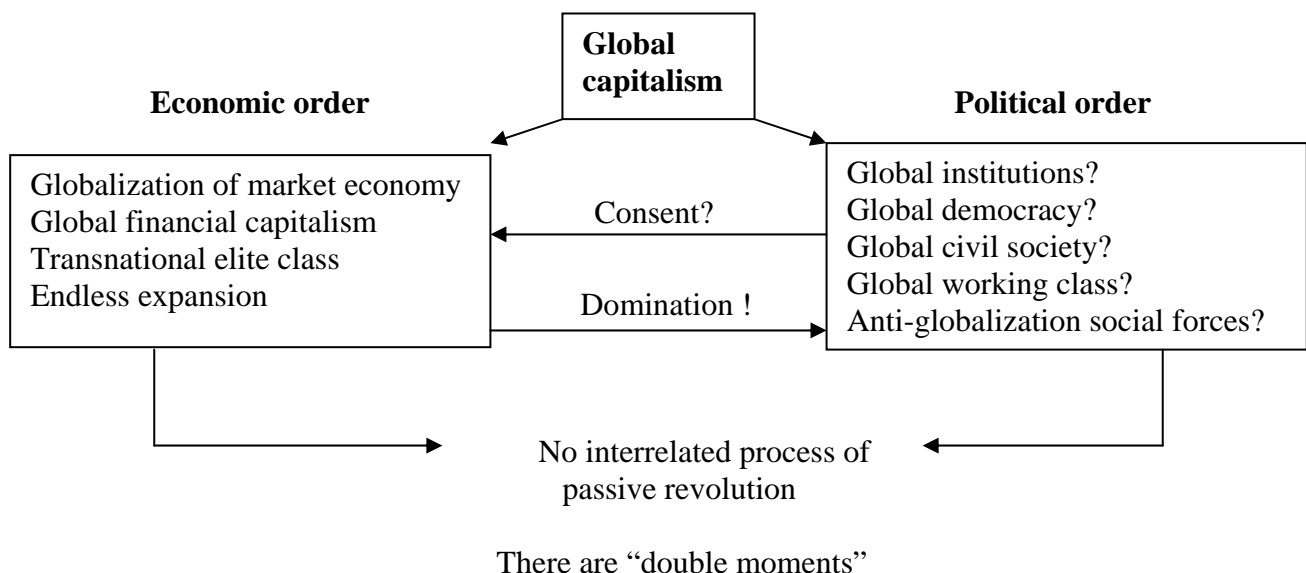 Global
capitalism
Economic order
Political order
Globalization of market economy
Global financial capitalism
Transnational elite class
Endless expansion
Consent?
Domination !
Global institutions?
Global democracy?
Global civil society?
Global working class?
Anti-globalization social forces?
No interrelated process of
passive revolution
There are “double moments”